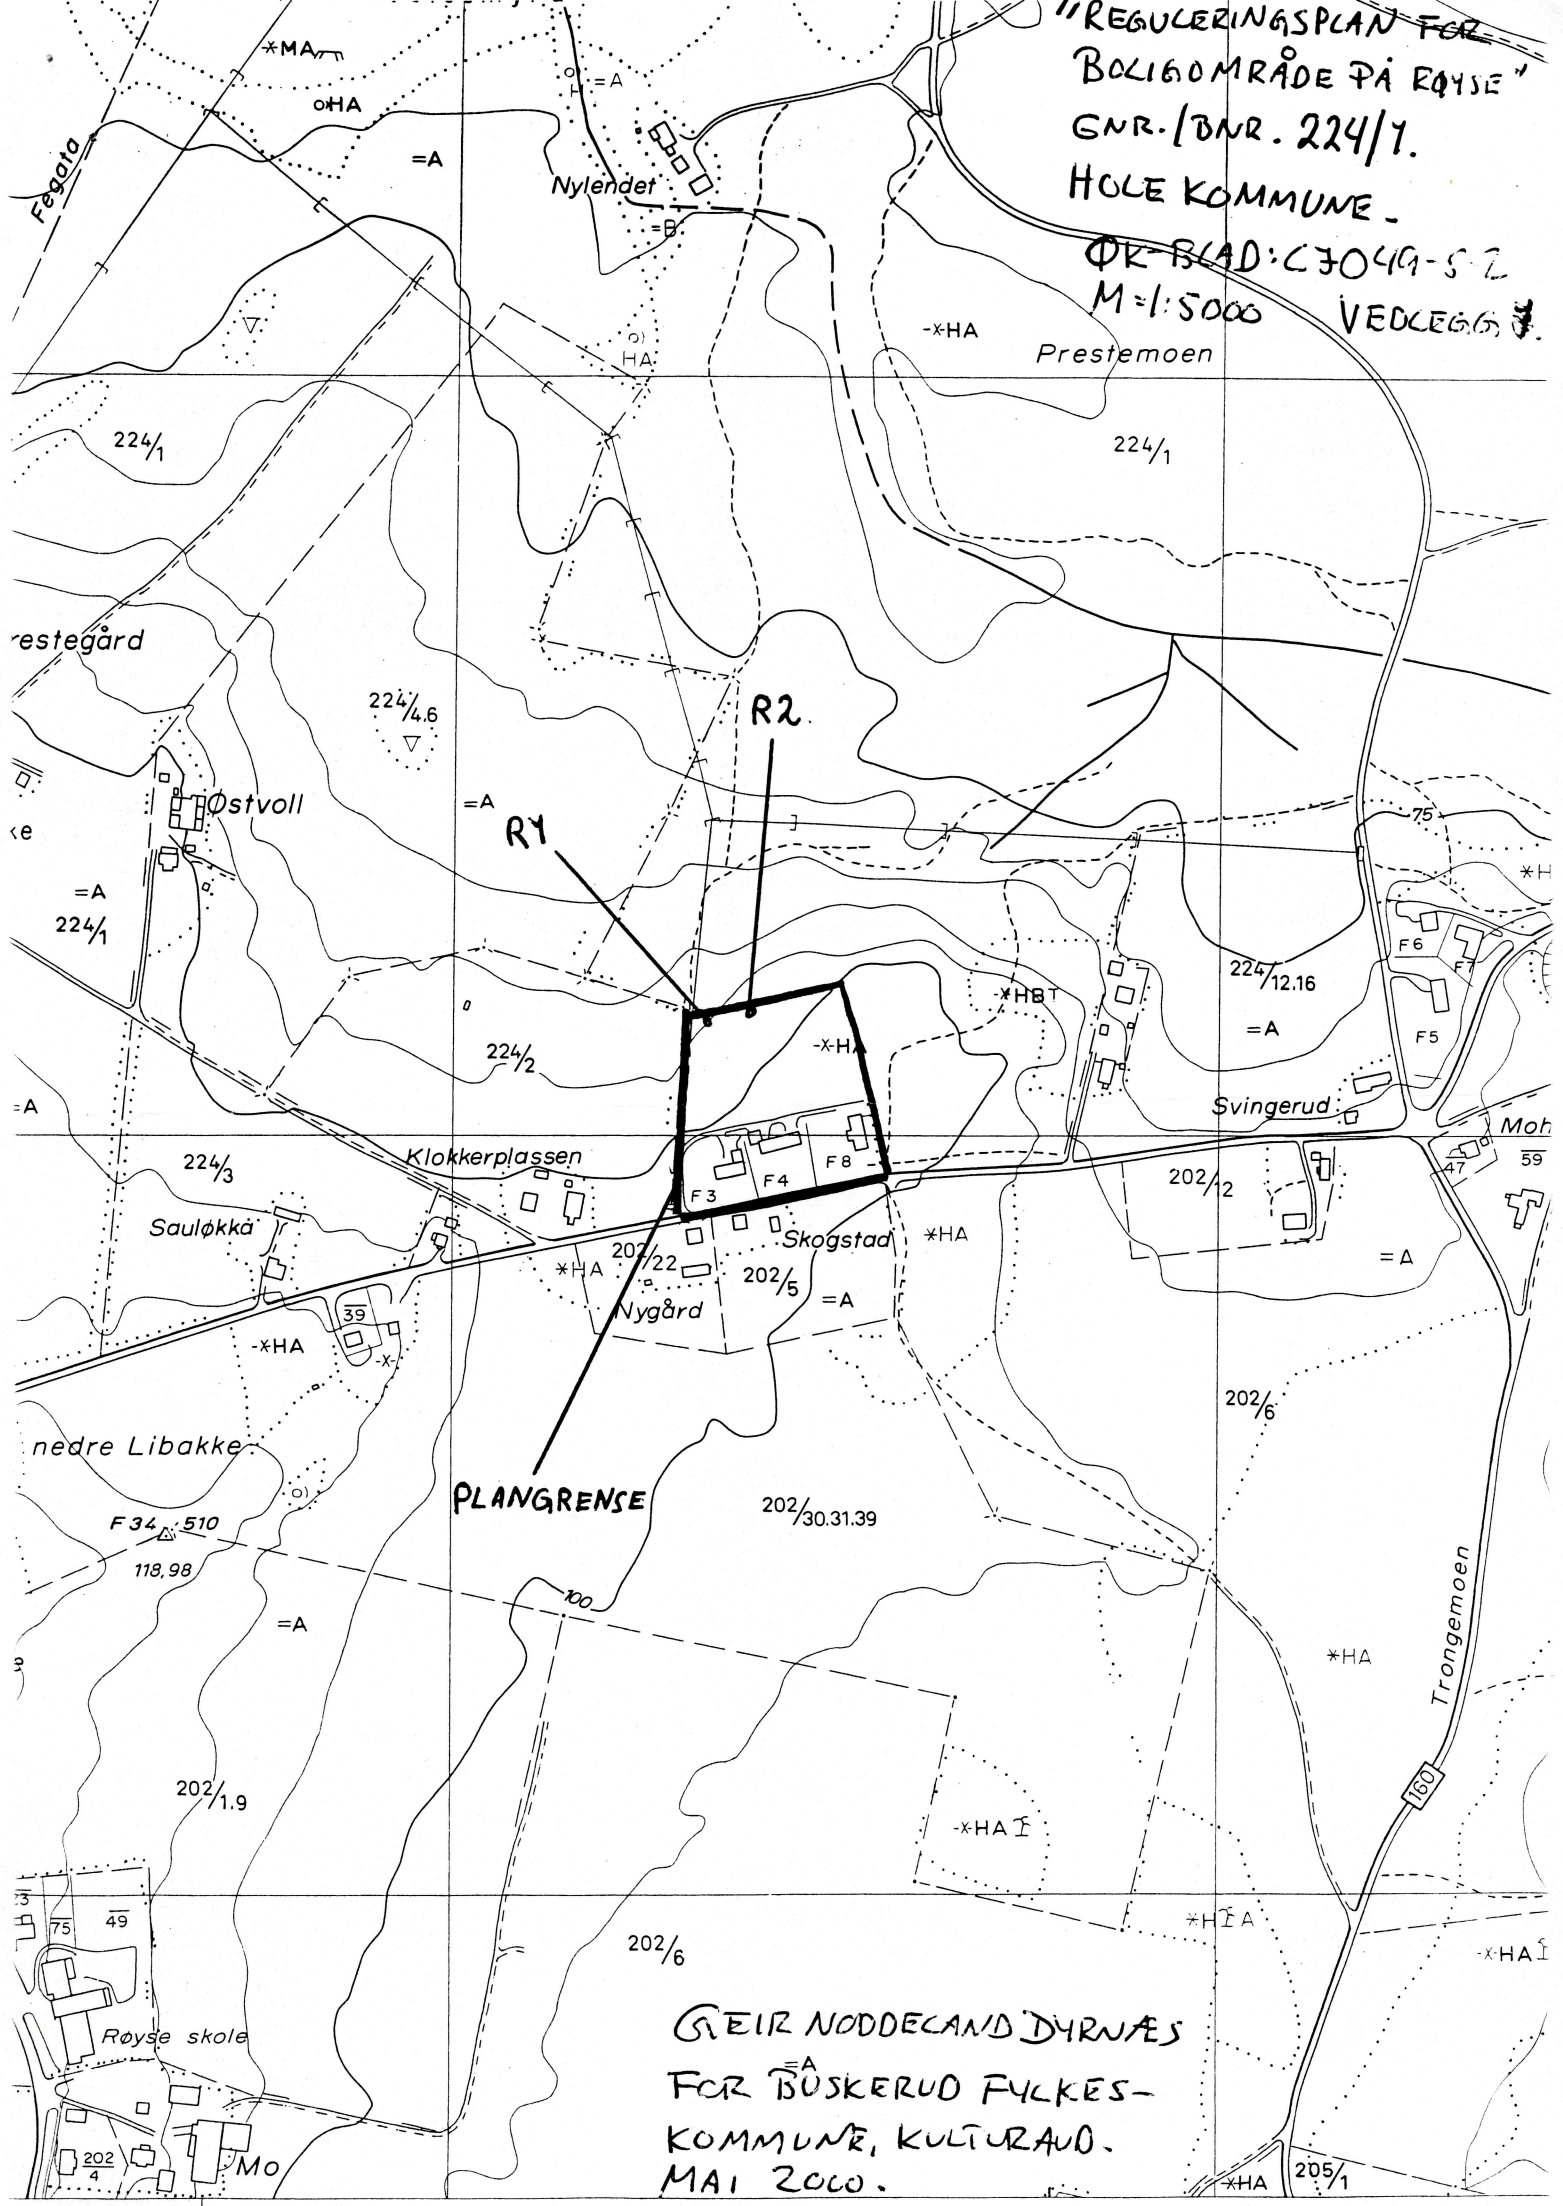 "REGULERINGSPLAN FOR
BOLIGOMRÅDE PÅ RØYSE"
GNR./BNR. 224/1.
HOLE KOMMUNE -
ØK-BLAD: C7049-5-2
M=1:5000 VEDLEGG 1.
*MA
oHA
=A
=A
Fegata
Nylendet
=B
HA
-X-HA
Prestemoen
224/1
224/1
restegård
224/4.6
R2.
Østvoll
=A
R1
75
=A
224/1
F6
F7
224/12.16
-X-HBT
=A
F5
224/2
-X-HA
=A
Svingerud
Klokkerplassen
224/3
F3
F4
F8
202/12
47
59
Sauløkka
202/22
Skogstad
*HA
*HA
202/5
=A
=A
Nygård
39
-X-HA
-X-
202/6
nedre Libakke
PLANGRENSE
202/30.31.39
F34 510
118,98
100
=A
*HA
Trongemoen
160
202/1.9
-X-HA
75
49
*H A
202/6
-X-HA
Røyse skole
GEIR NODDELAND DYRNÆS
=A
FOR BUSKERUD FYLKES-
KOMMUNE, KULTURAVD.
MAI 2000.
202/4
Mo
*HA
205/1